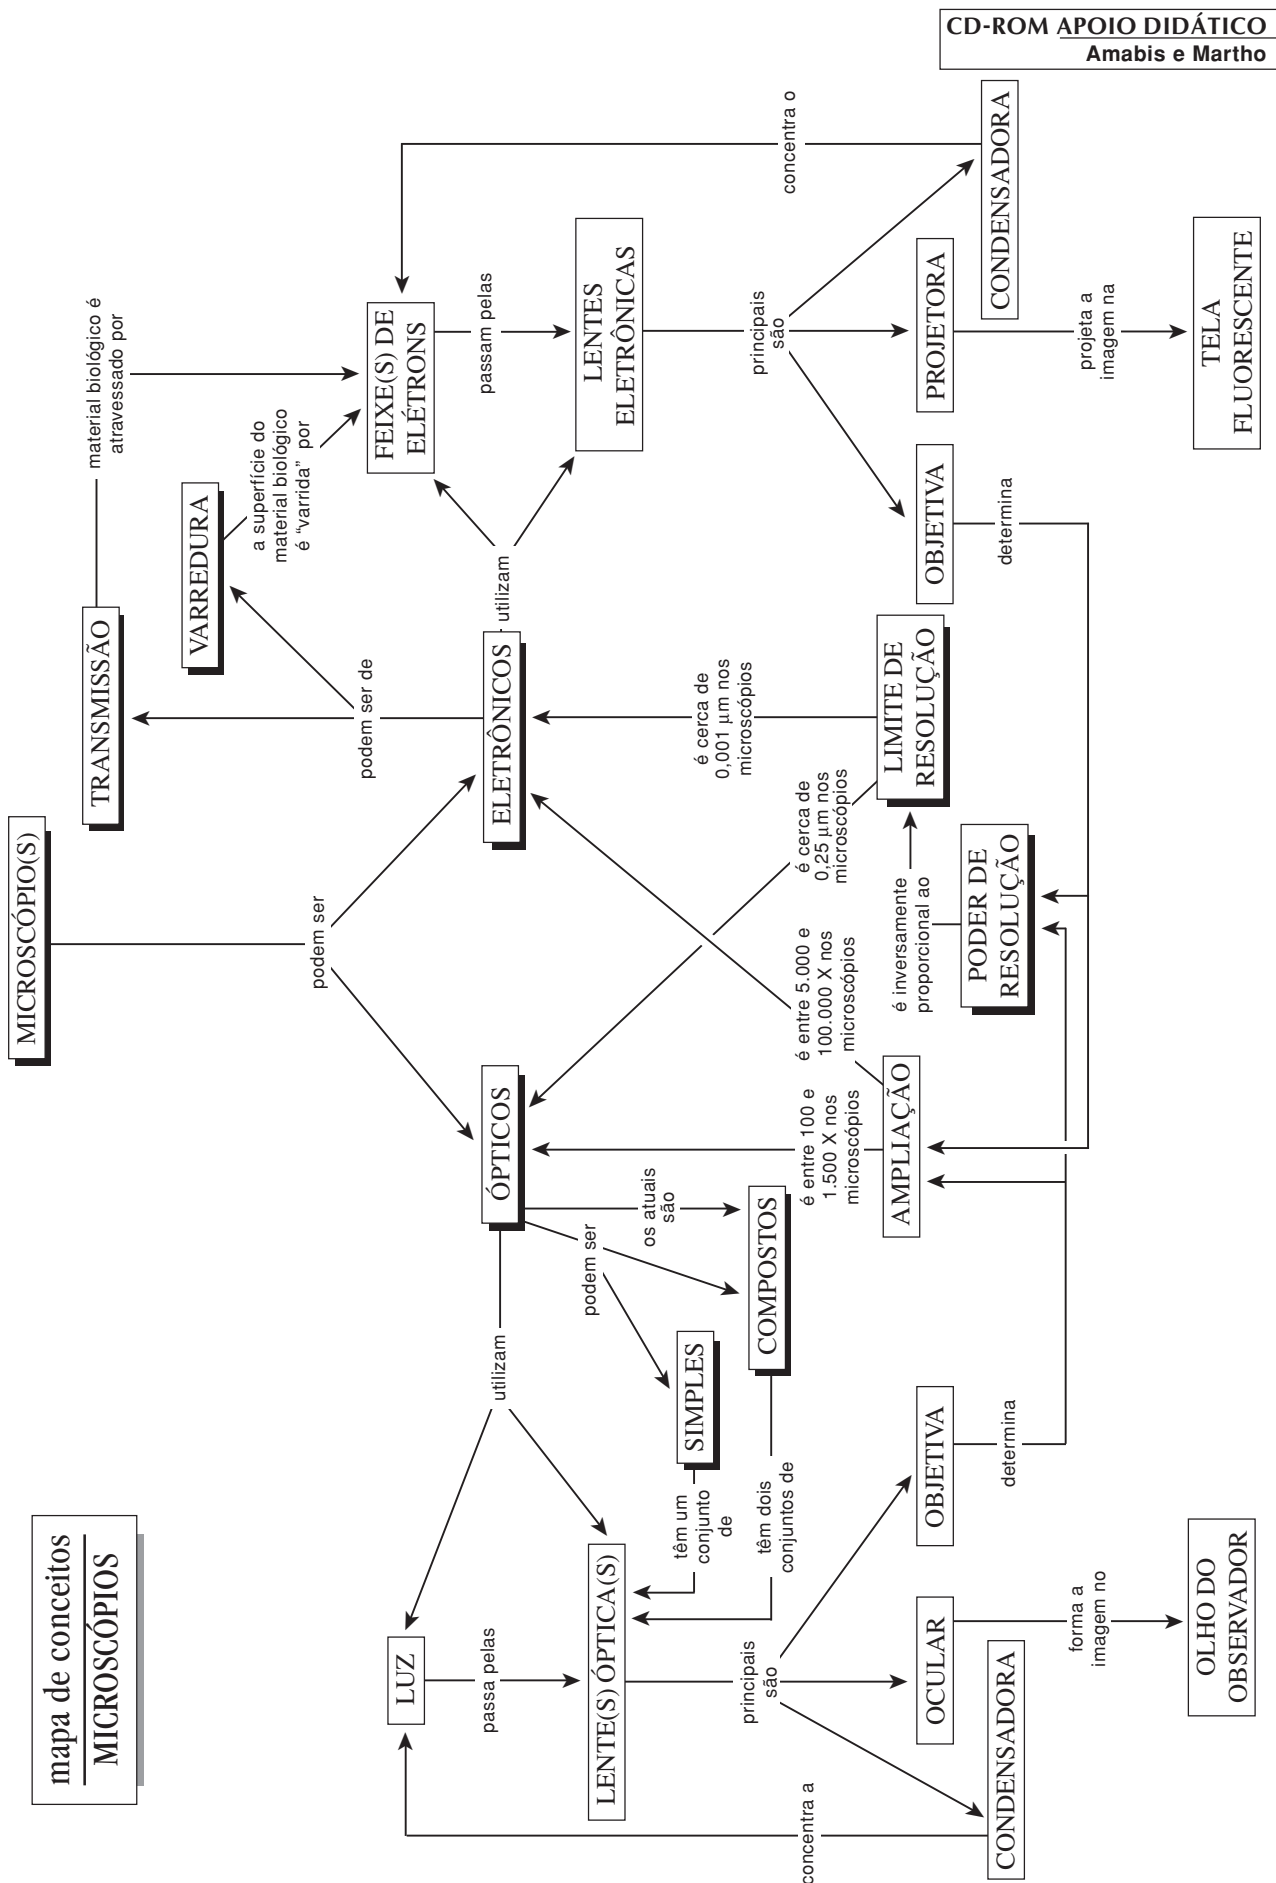 CD-ROM APOIO DIDÁTICO
Amabis e Martho
mapa de conceitos
MICROSCÓPIOS
MICROSCÓPIO(S)
podem ser
ÓPTICOS
ELETRÔNICOS
podem ser de
TRANSMISSÃO
VARREDURA
material biológico é
atravessado por
a superfície do
material biológico
é “varrida” por
utilizam
utilizam
LUZ
passa pelas
LENTE(S) ÓPTICA(S)
os atuais
são
podem ser
SIMPLES
COMPOSTOS
têm um
conjunto
de
têm dois
conjuntos de
principais
são
CONDENSADORA
OCULAR
OBJETIVA
concentra a
forma a
imagem no
OLHO DO
OBSERVADOR
determina
AMPLIAÇÃO
é entre 100 e
1.500 X nos
microscópios
é entre 5.000 e
100.000 X nos
microscópios
PODER DE
RESOLUÇÃO
é inversamente
proporcional ao
LIMITE DE
RESOLUÇÃO
é cerca de
0,25 µm nos
microscópios
é cerca de
0,001 µm nos
microscópios
FEIXE(S) DE
ELÉTRONS
passam pelas
LENTES
ELETRÔNICAS
principais
são
OBJETIVA
PROJETORA
CONDENSADORA
determina
projeta a
imagem na
TELA
FLUORESCENTE
concentra o